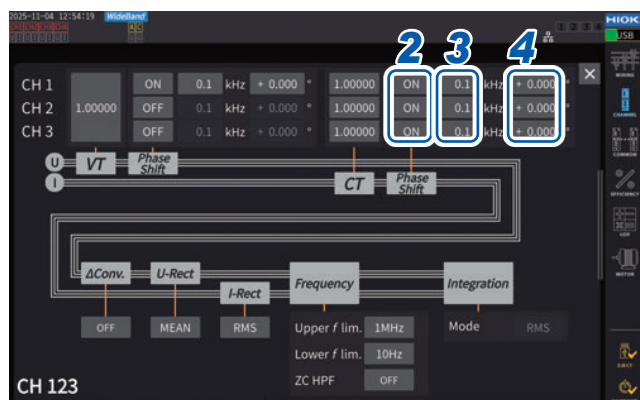 2025-11-04 12:54:19 WideBand
HIOKI
USB
2 3 4
CH 1 ON 0.1 kHz + 0.000 ° 1.00000 ON 0.1 kHz + 0.000 °
CH 2 1.00000 OFF 0.1 kHz + 0.000 ° 1.00000 ON 0.1 kHz + 0.000 °
CH 3 OFF 0.1 kHz + 0.000 ° 1.00000 ON 0.1 kHz + 0.000 °
U VT Phase Shift
I CT Phase Shift
ΔConv. U-Rect I-Rect Frequency Integration
OFF MEAN RMS Upper f lim. 1MHz Mode RMS
Lower f lim. 10Hz
ZC HPF OFF
CH 123
WIRING
CHANNEL
COMMON
EFFICIENCY
UDF
MOTOR
EJECT